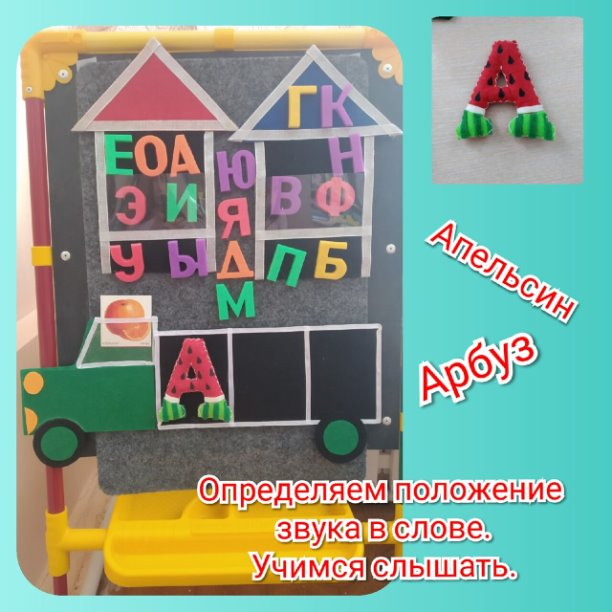 А
Г К
Е О А Ю Н
Э И Я В Ф
У Ы Д П Б
М
А
Апельсин
Арбуз
Определяем положение
звука в слове.
Учимся слышать.